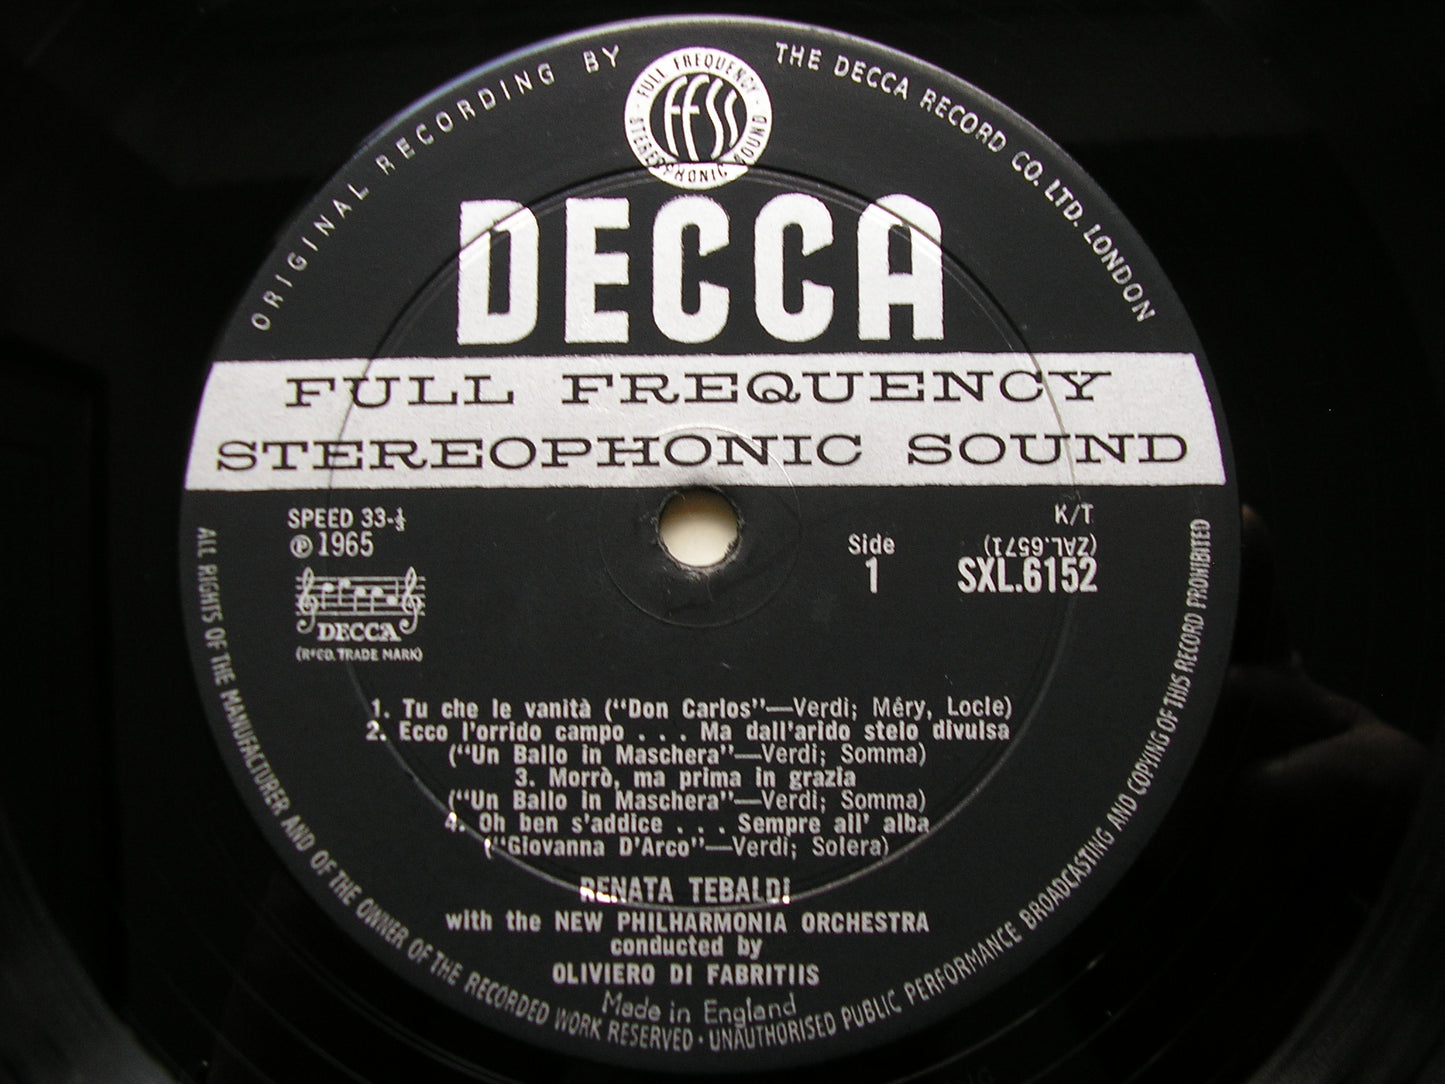 ORIGINAL RECORDING BY THE DECCA RECORD CO. LTD. LONDON
FULL FREQUENCY STEREOPHONIC SOUND
FFSS
DECCA
FULL FREQUENCY
STEREOPHONIC SOUND
SPEED 33-⅓
Ⓟ 1965
DECCA
(RᴱᴳD. TRADE MARK)
K/T
Side
1
(ZAL.6571)
SXL.6152
1. Tu che le vanità ("Don Carlos"—Verdi; Méry, Locle)
2. Ecco l'orrido campo . . . Ma dall'arido stelo divulsa
("Un Ballo in Maschera"—Verdi; Somma)
3. Morrò, ma prima in grazia
("Un Ballo in Maschera"—Verdi; Somma)
4. Oh ben s'addice . . . Sempre all' alba
("Giovanna D'Arco"—Verdi; Solera)
RENATA TEBALDI
with the NEW PHILHARMONIA ORCHESTRA
conducted by
OLIVIERO DI FABRITIIS
Made in England
ALL RIGHTS OF THE MANUFACTURER AND OF THE OWNER OF THE RECORDED WORK RESERVED · UNAUTHORISED PUBLIC PERFORMANCE BROADCASTING AND COPYING OF THIS RECORD PROHIBITED